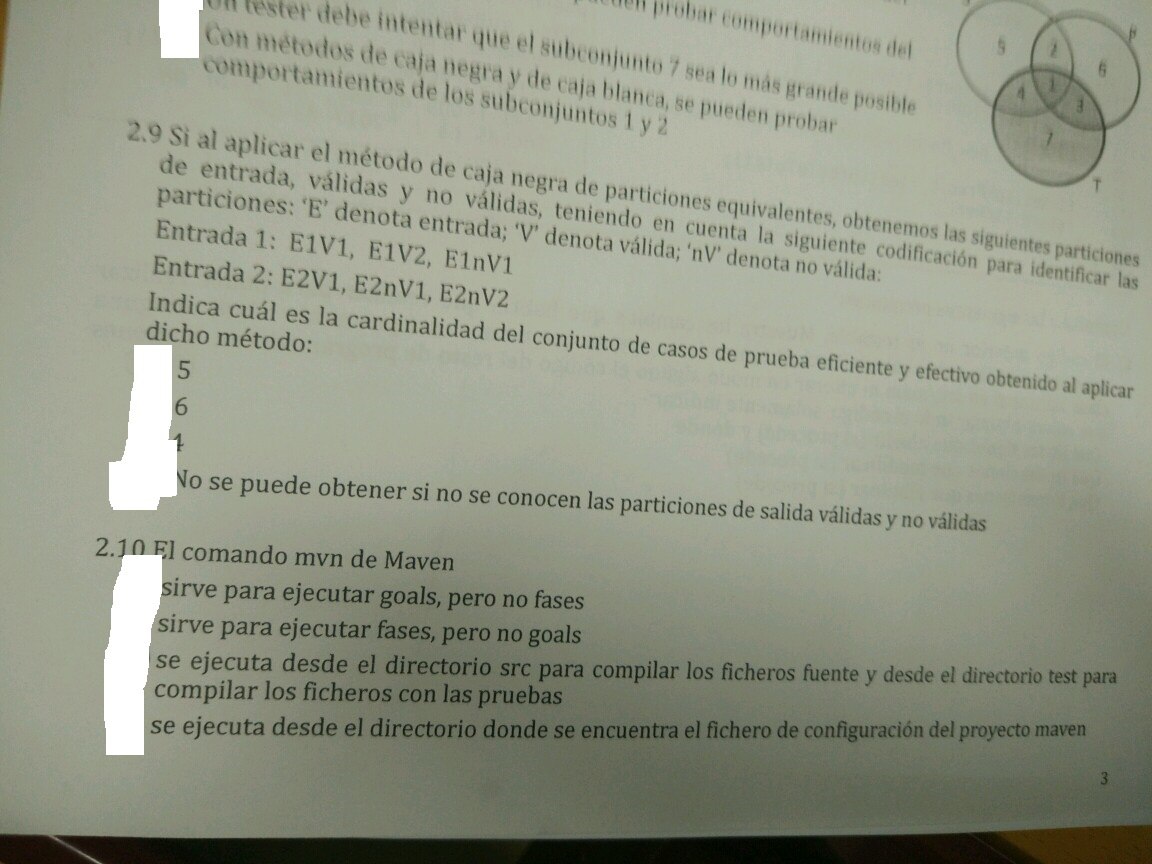 pueden probar comportamientos del
Un tester debe intentar que el subconjunto 7 sea lo más grande posible
Con métodos de caja negra y de caja blanca, se pueden probar
comportamientos de los subconjuntos 1 y 2
5 2 6
4 1 3
7
T
2.9 Si al aplicar el método de caja negra de particiones equivalentes, obtenemos las siguientes particiones
de entrada, válidas y no válidas, teniendo en cuenta la siguiente codificación para identificar las
particiones: ‘E’ denota entrada; ‘V’ denota válida; ‘nV’ denota no válida:
Entrada 1: E1V1, E1V2, E1nV1
Entrada 2: E2V1, E2nV1, E2nV2
Indica cuál es la cardinalidad del conjunto de casos de prueba eficiente y efectivo obtenido al aplicar
dicho método:
5
6
4
No se puede obtener si no se conocen las particiones de salida válidas y no válidas
2.10 El comando mvn de Maven
sirve para ejecutar goals, pero no fases
sirve para ejecutar fases, pero no goals
se ejecuta desde el directorio src para compilar los ficheros fuente y desde el directorio test para
compilar los ficheros con las pruebas
se ejecuta desde el directorio donde se encuentra el fichero de configuración del proyecto maven
3